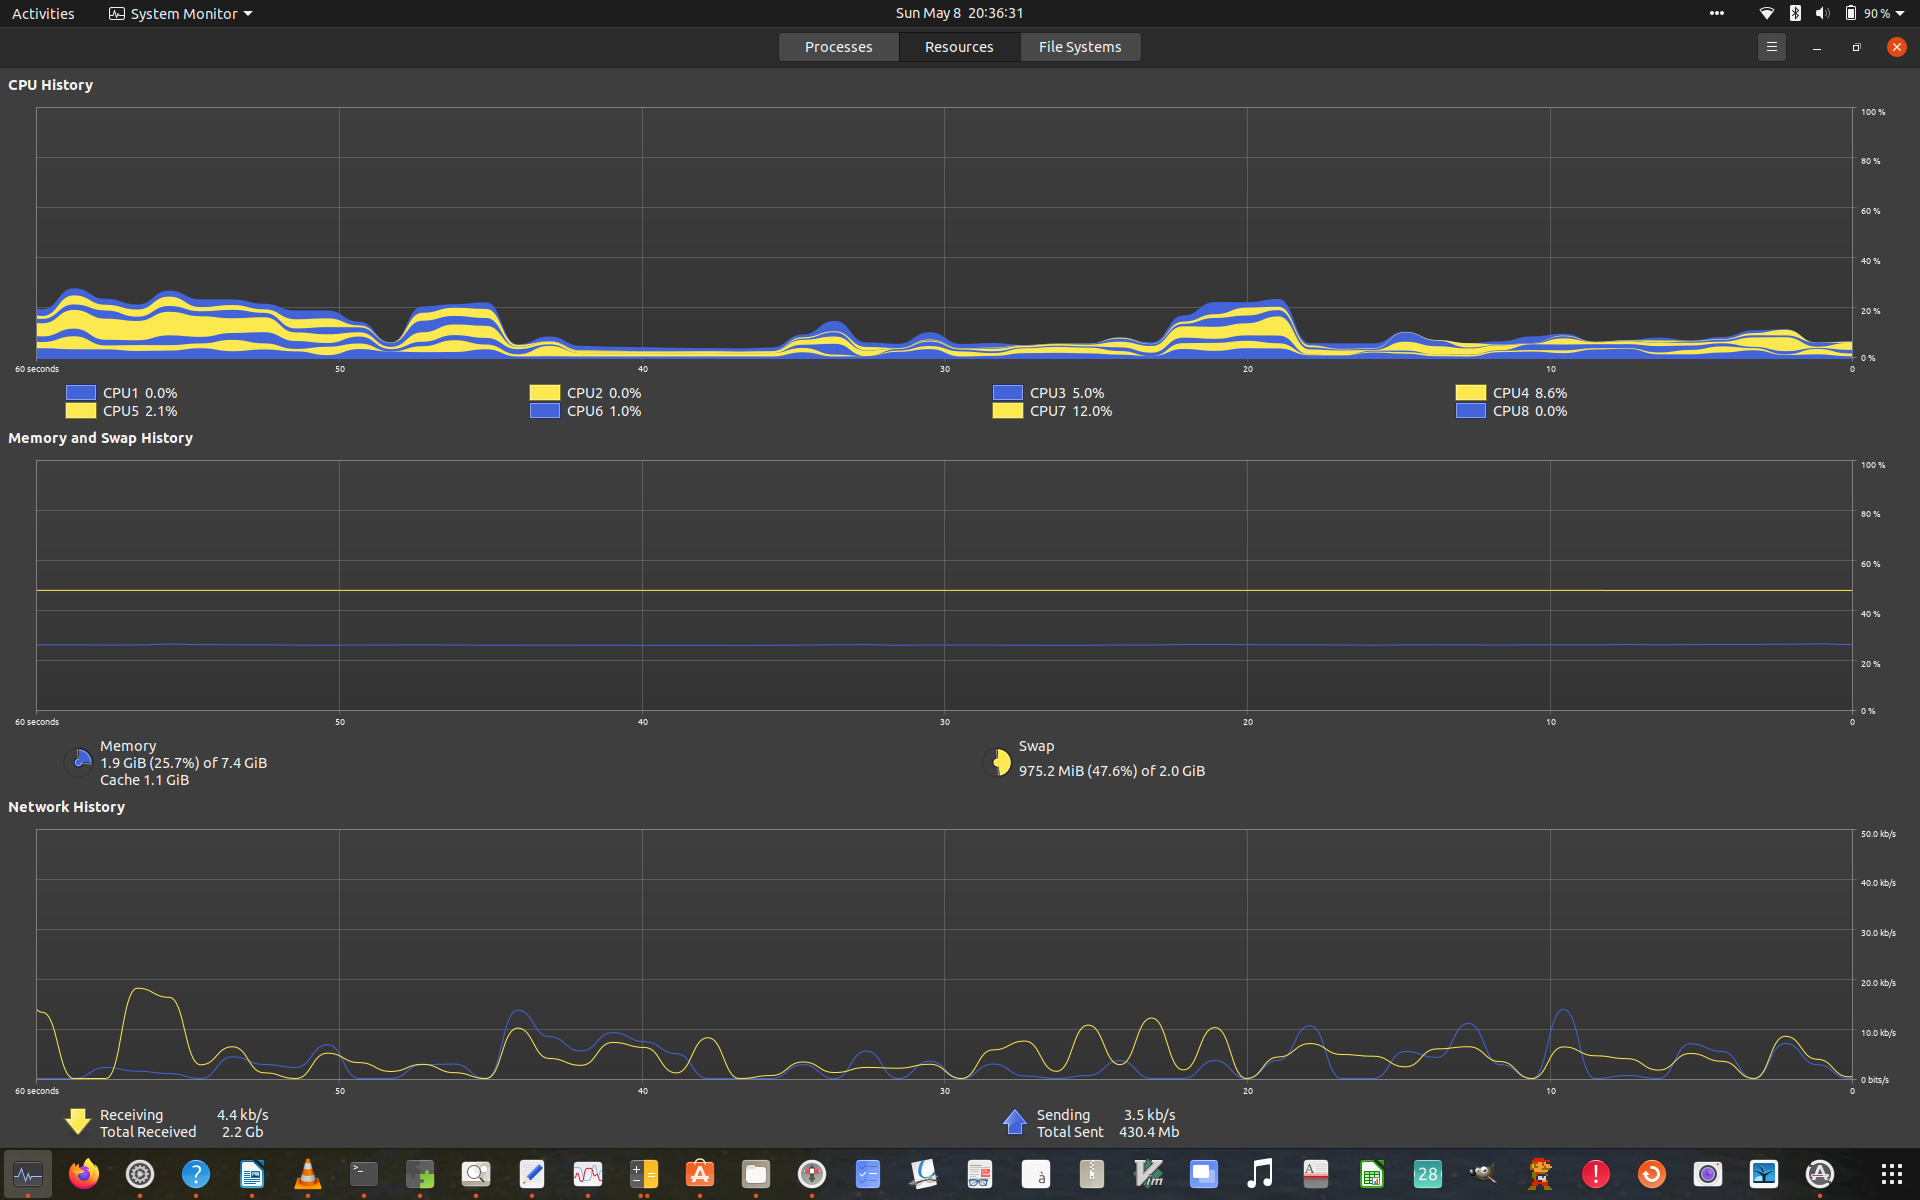 Activities System Monitor Sun May 8 20:36:31 90 %
Processes Resources File Systems
CPU History
100 %
80 %
60 %
40 %
20 %
0 %
60 seconds 50 40 30 20 10 0
CPU1 0.0% CPU2 0.0% CPU3 5.0% CPU4 8.6%
CPU5 2.1% CPU6 1.0% CPU7 12.0% CPU8 0.0%
Memory and Swap History
100 %
80 %
60 %
40 %
20 %
0 %
60 seconds 50 40 30 20 10 0
Memory
1.9 GiB (25.7%) of 7.4 GiB
Cache 1.1 GiB
Swap
975.2 MiB (47.6%) of 2.0 GiB
Network History
50.0 kb/s
40.0 kb/s
30.0 kb/s
20.0 kb/s
10.0 kb/s
0 bits/s
60 seconds 50 40 30 20 10 0
Receiving 4.4 kb/s
Total Received 2.2 Gb
Sending 3.5 kb/s
Total Sent 430.4 Mb
? >_ à Vim A 28 !